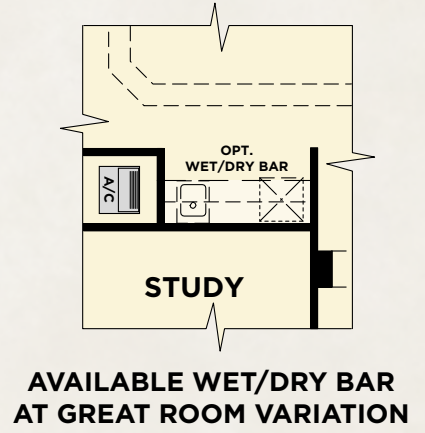 OPT.
WET/DRY BAR
A/C
STUDY
AVAILABLE WET/DRY BAR
AT GREAT ROOM VARIATION